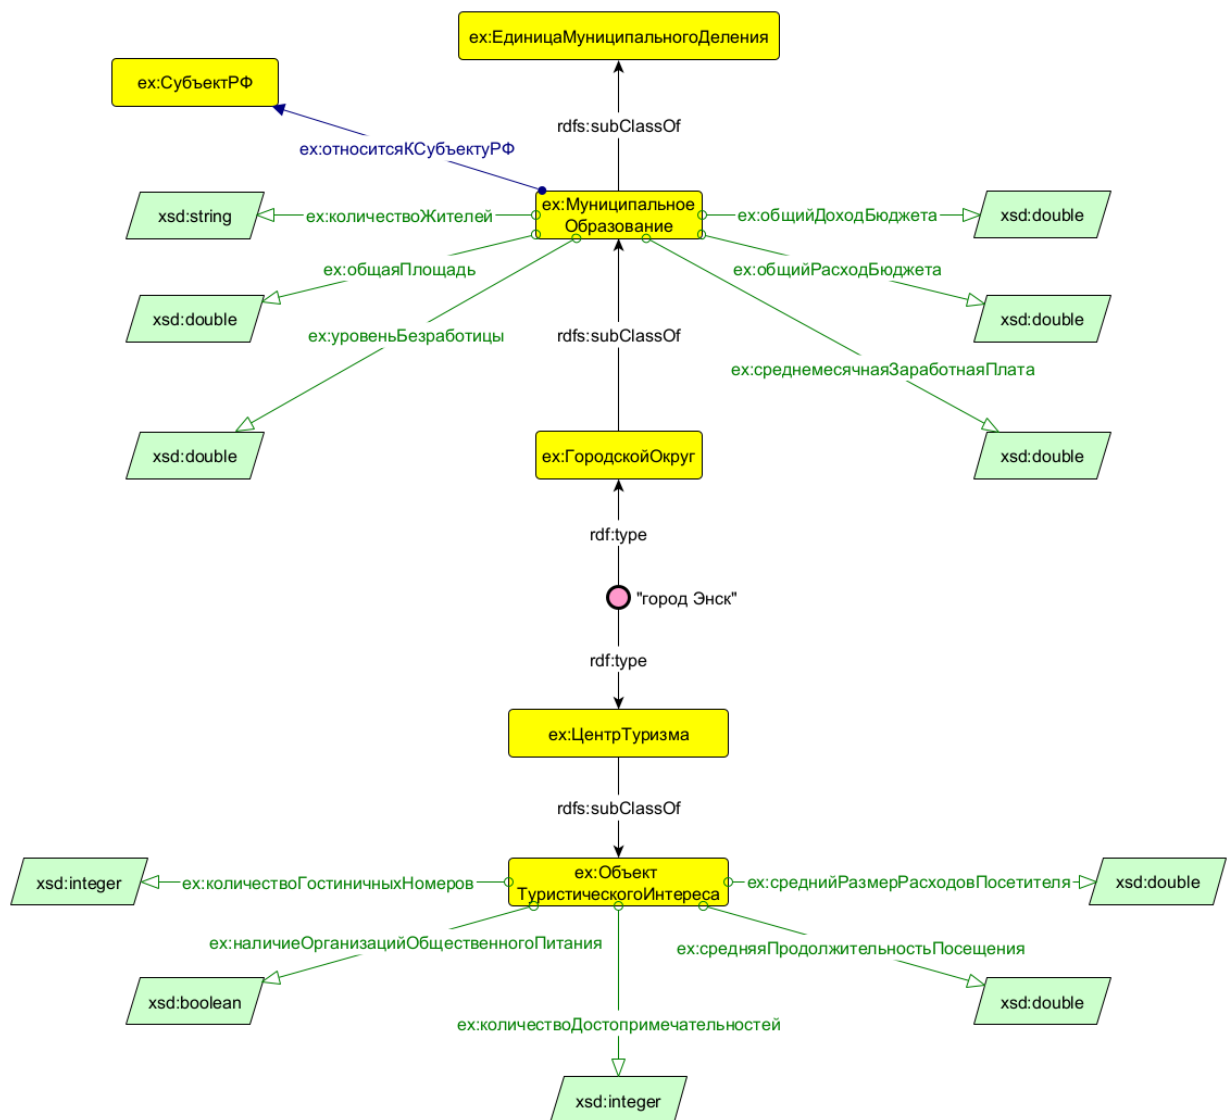 ex:ЕдиницаМуниципальногоДеления
ex:СубъектРФ
rdfs:subClassOf
ex:относитсяКСубъектуРФ
ex:Муниципальное
Образование
xsd:string
ex:количествоЖителей
ex:общийДоходБюджета
xsd:double
ex:общаяПлощадь
ex:общийРасходБюджета
xsd:double
xsd:double
ex:уровеньБезработицы
rdfs:subClassOf
ex:среднемесячнаяЗаработнаяПлата
xsd:double
ex:ГородскойОкруг
xsd:double
rdf:type
"город Энск"
rdf:type
ex:ЦентрТуризма
rdfs:subClassOf
ex:Объект
ТуристическогоИнтереса
xsd:integer
ex:количествоГостиничныхНомеров
ex:среднийРазмерРасходовПосетителя
xsd:double
ex:наличиеОрганизацийОбщественногоПитания
ex:средняяПродолжительностьПосещения
xsd:boolean
xsd:double
ex:количествоДостопримечательностей
xsd:integer